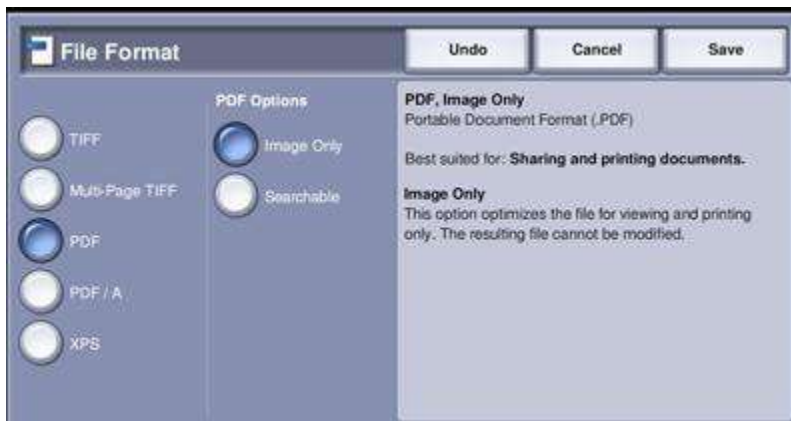 File Format
Undo
Cancel
Save
TIFF
Multi-Page TIFF
PDF
PDF / A
XPS
PDF Options
Image Only
Searchable
PDF, Image Only
Portable Document Format (.PDF)
Best suited for: Sharing and printing documents.
Image Only
This option optimizes the file for viewing and printing
only. The resulting file cannot be modified.